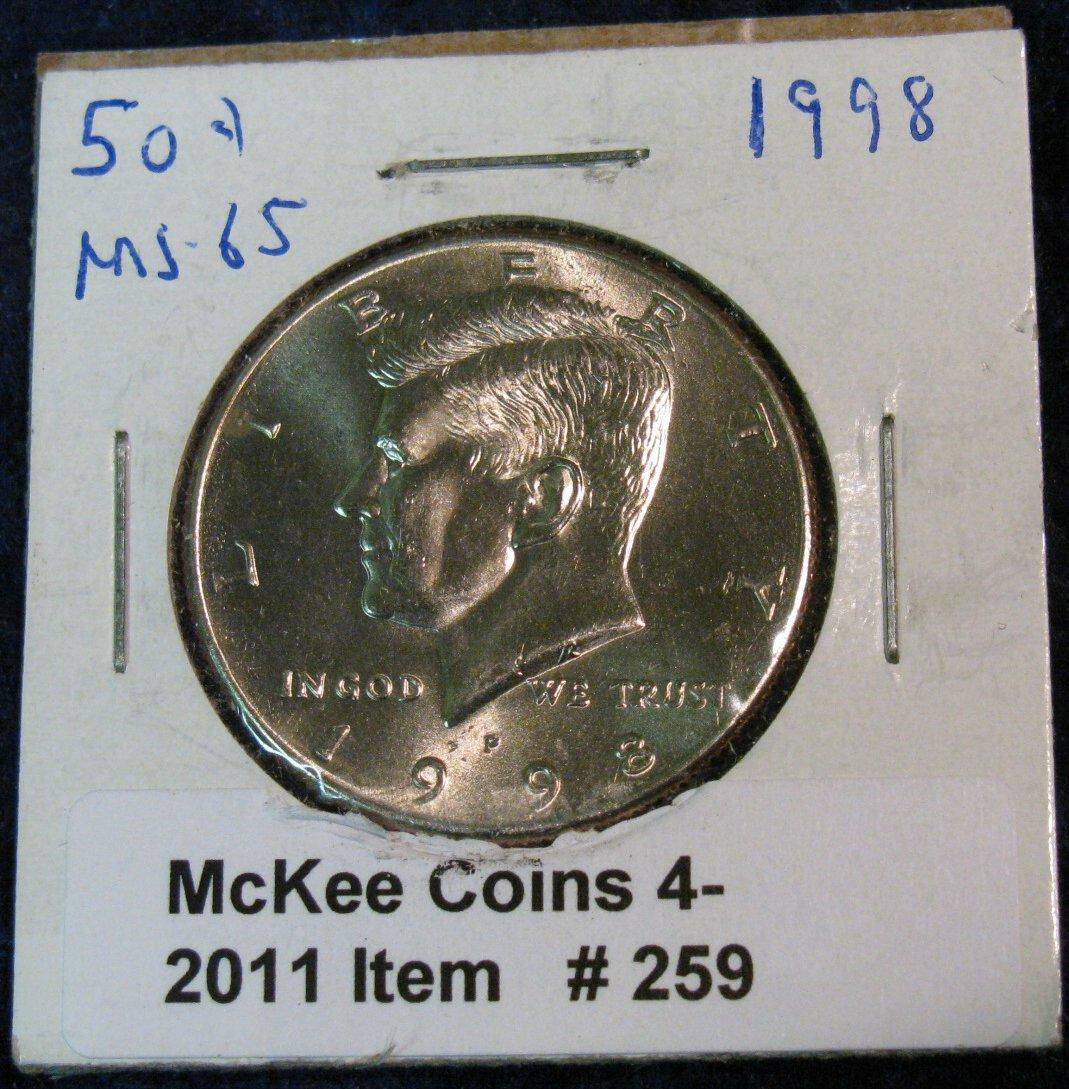 50¢ 1998
MS-65
LIBERTY
IN GOD WE TRUST
P
1998
McKee Coins 4-
2011 Item # 259